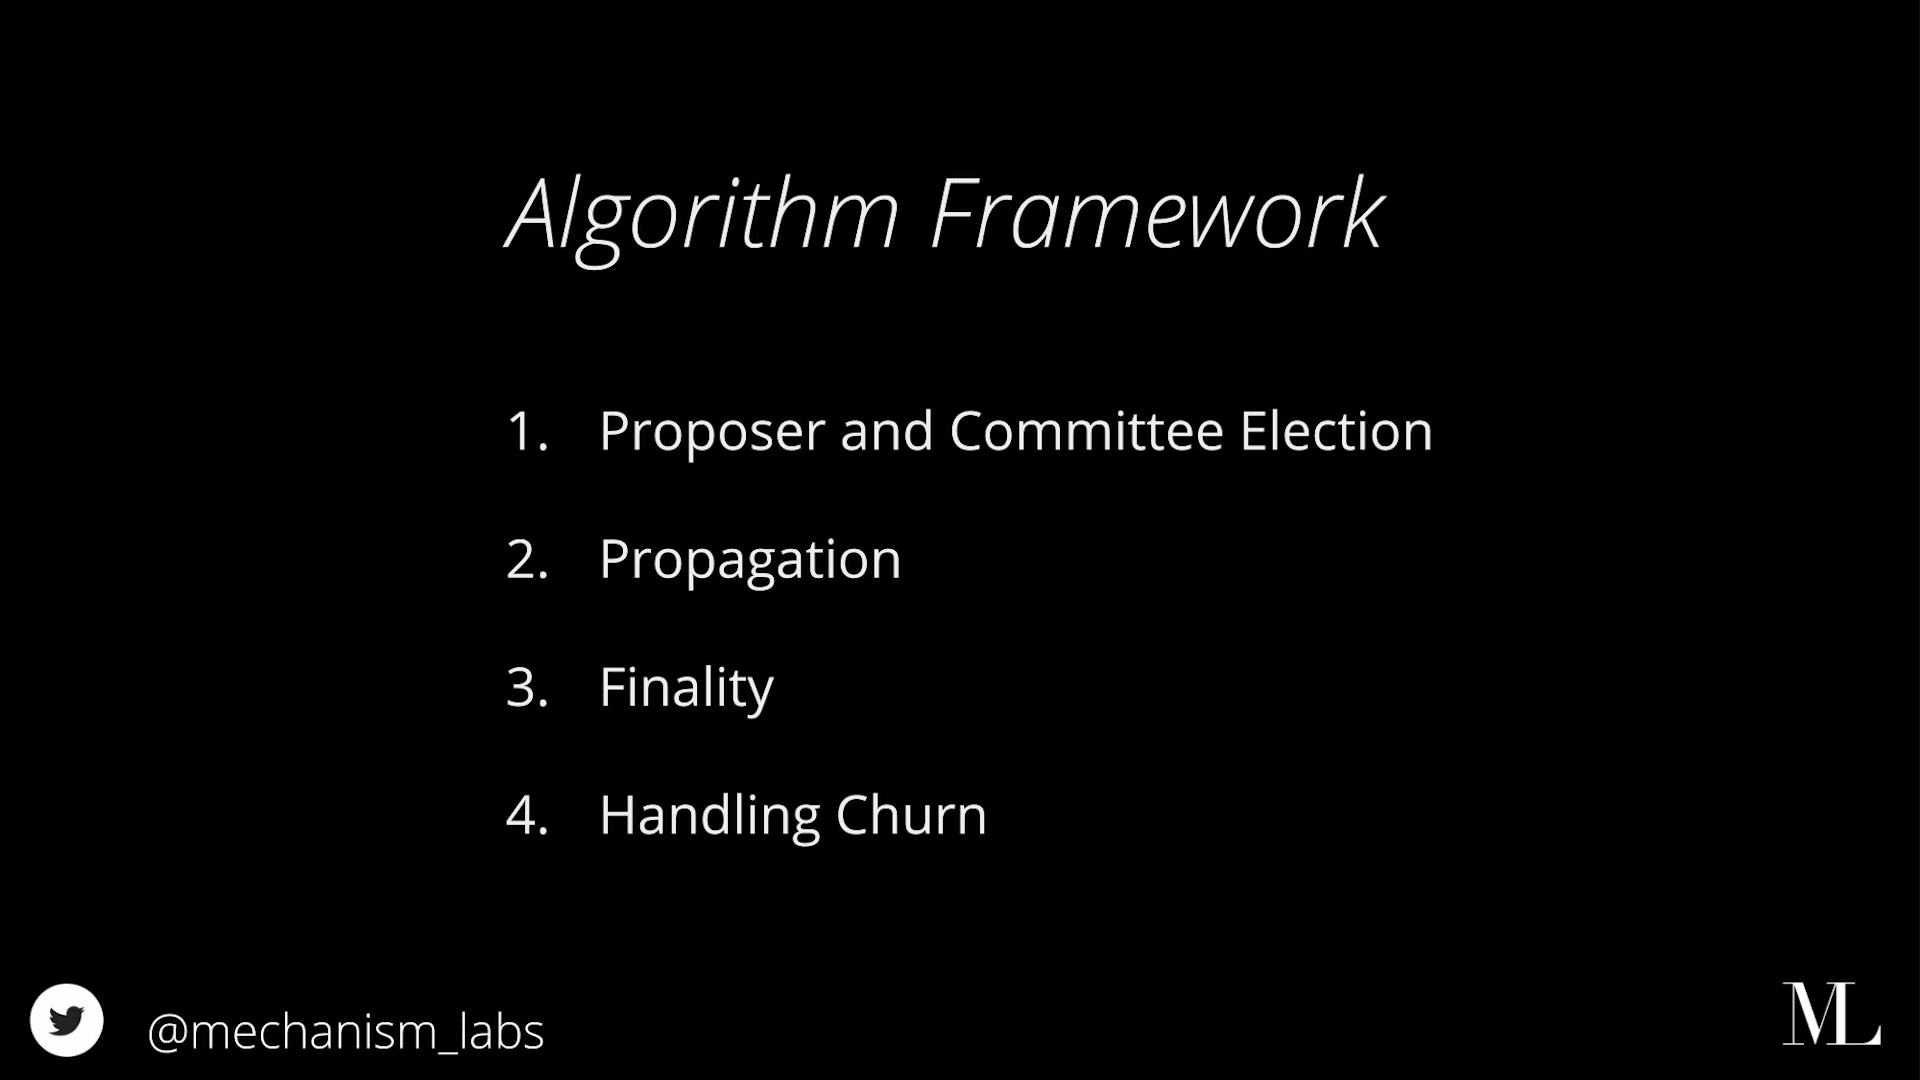 Algorithm Framework
1. Proposer and Committee Election
2. Propagation
3. Finality
4. Handling Churn
@mechanism_labs
ML